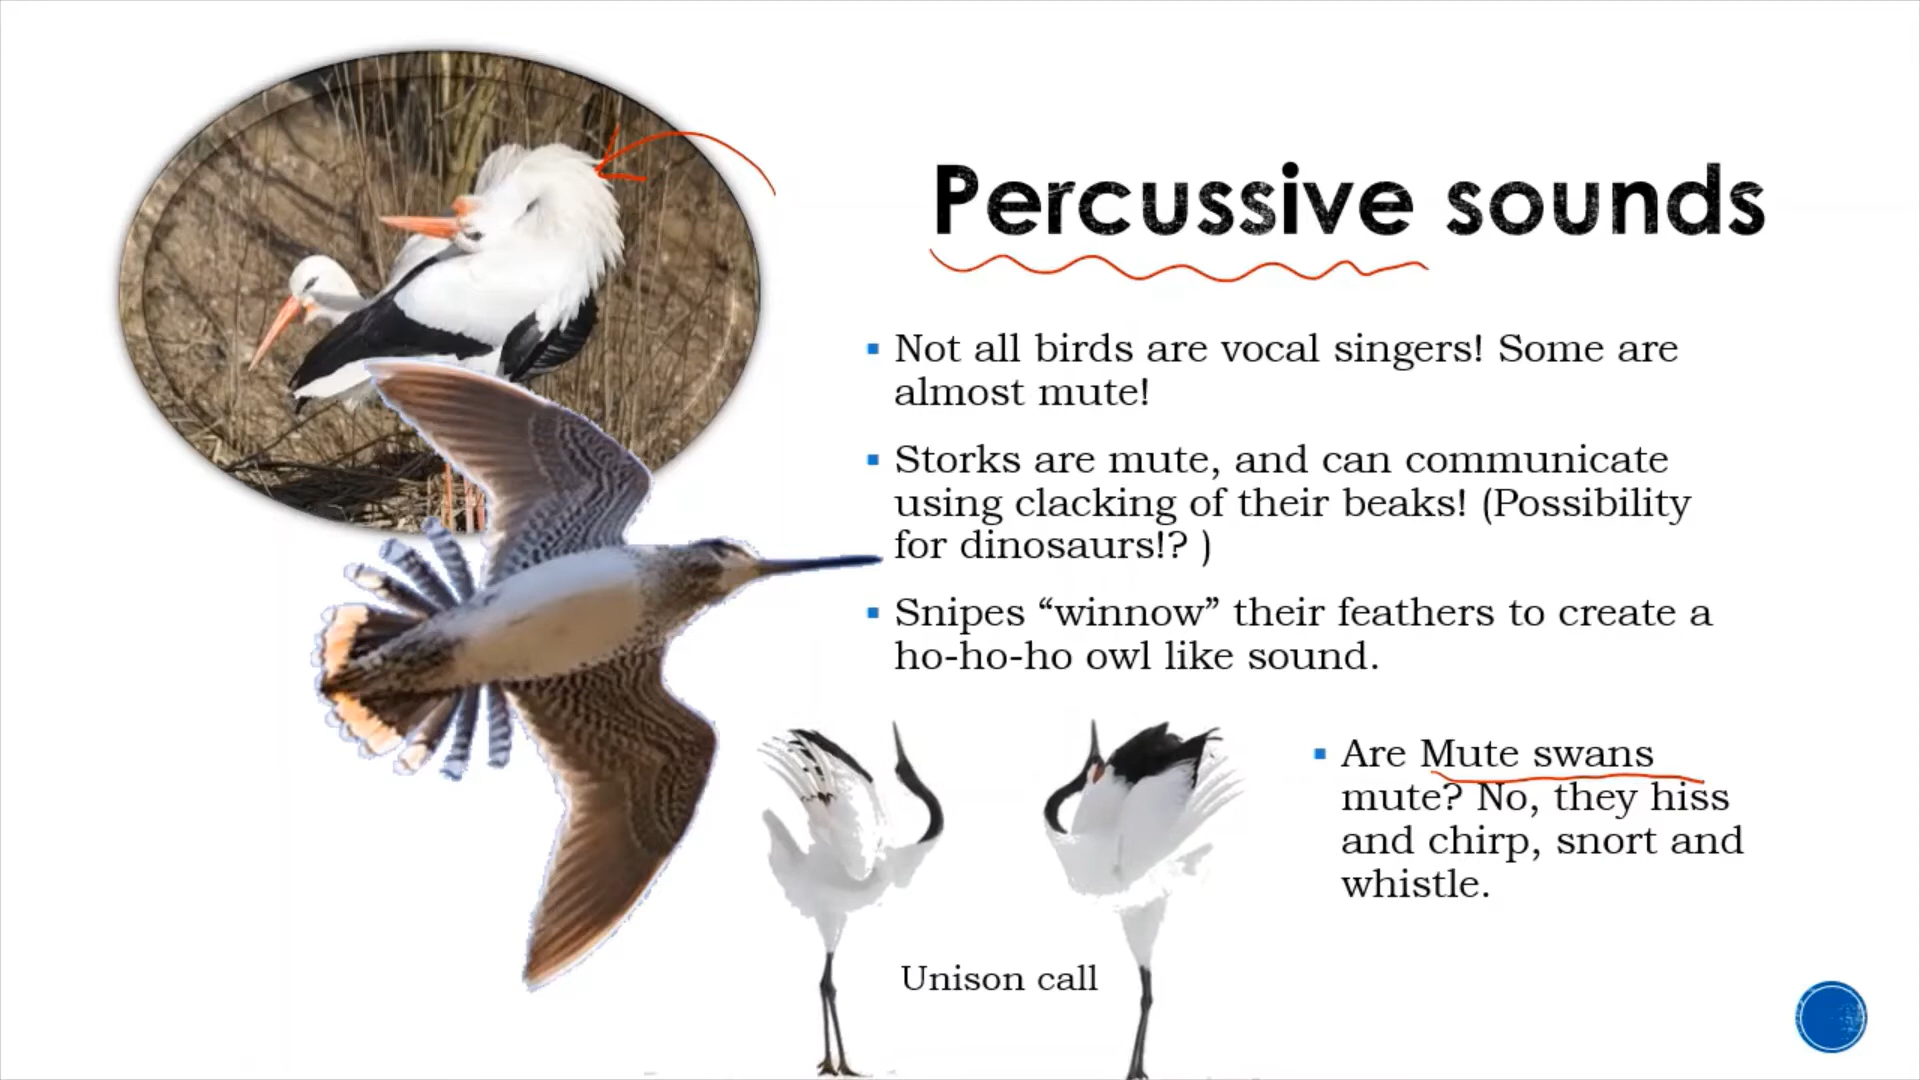 Percussive sounds
Not all birds are vocal singers! Some are
almost mute!
Storks are mute, and can communicate
using clacking of their beaks! (Possibility
for dinosaurs!? )
Snipes “winnow” their feathers to create a
ho-ho-ho owl like sound.
Are Mute swans
mute? No, they hiss
and chirp, snort and
whistle.
Unison call